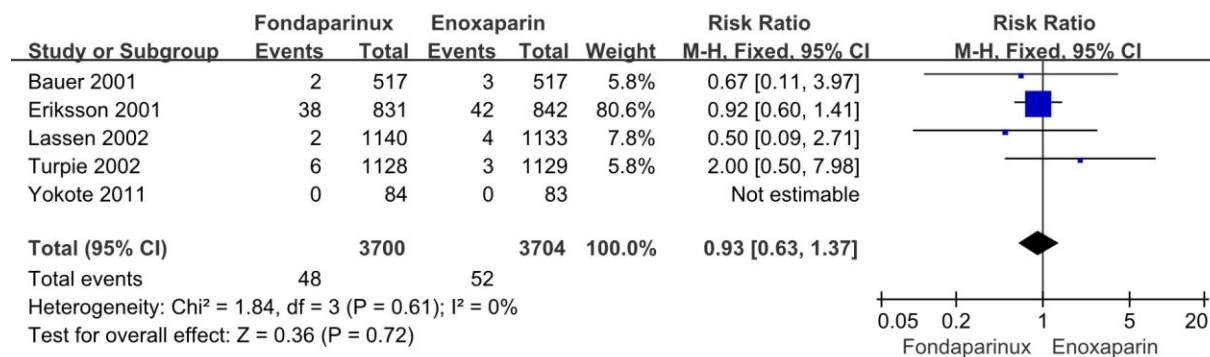 Fondaparinux Enoxaparin Risk Ratio Risk Ratio
Study or Subgroup Events Total Events Total Weight M-H, Fixed, 95% CI M-H, Fixed, 95% CI
Bauer 2001 2 517 3 517 5.8% 0.67 [0.11, 3.97]
Eriksson 2001 38 831 42 842 80.6% 0.92 [0.60, 1.41]
Lassen 2002 2 1140 4 1133 7.8% 0.50 [0.09, 2.71]
Turpie 2002 6 1128 3 1129 5.8% 2.00 [0.50, 7.98]
Yokote 2011 0 84 0 83 Not estimable
Total (95% CI) 3700 3704 100.0% 0.93 [0.63, 1.37]
Total events 48 52
Heterogeneity: Chi² = 1.84, df = 3 (P = 0.61); I² = 0%
Test for overall effect: Z = 0.36 (P = 0.72)
0.05 0.2 1 5 20
Fondaparinux Enoxaparin